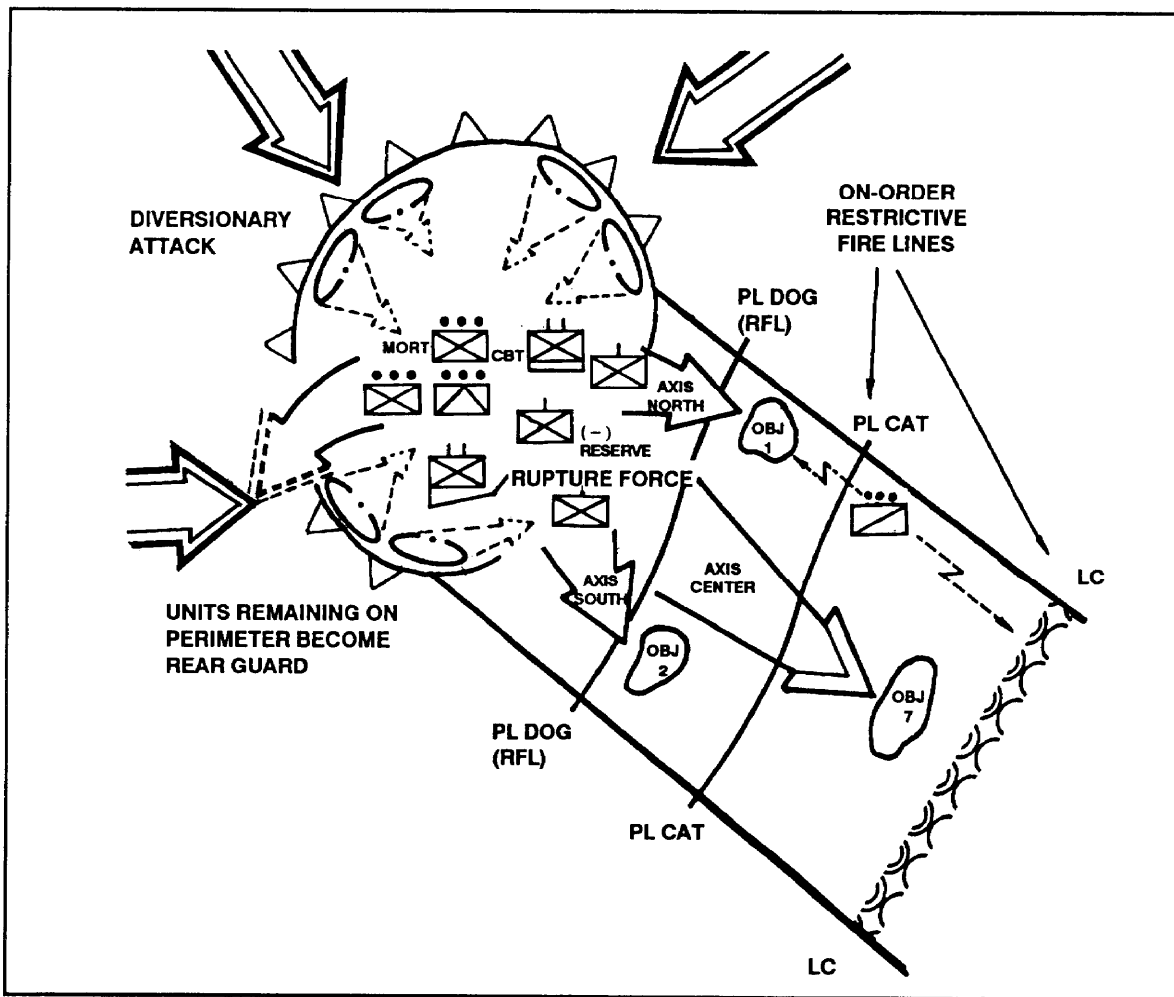 DIVERSIONARY
ATTACK
ON-ORDER
RESTRICTIVE
FIRE LINES
PL DOG
(RFL)
MORT
CBT
AXIS
NORTH
OBJ
1
PL CAT
(-)
RESERVE
RUPTURE FORCE
AXIS
SOUTH
AXIS
CENTER
LC
UNITS REMAINING ON
PERIMETER BECOME
REAR GUARD
OBJ
2
OBJ
7
PL DOG
(RFL)
PL CAT
LC